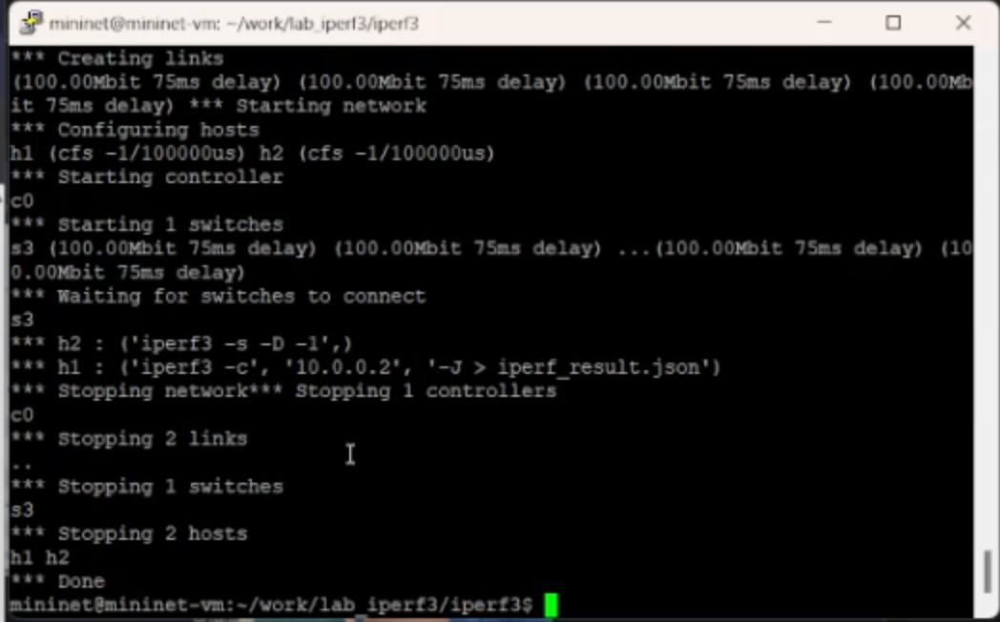 mininet@mininet-vm: ~/work/lab_iperf3/iperf3
*** Creating links
(100.00Mbit 75ms delay) (100.00Mbit 75ms delay) (100.00Mbit 75ms delay) (100.00Mb
it 75ms delay) *** Starting network
*** Configuring hosts
h1 (cfs -1/100000us) h2 (cfs -1/100000us)
*** Starting controller
c0
*** Starting 1 switches
s3 (100.00Mbit 75ms delay) (100.00Mbit 75ms delay) ...(100.00Mbit 75ms delay) (10
0.00Mbit 75ms delay)
*** Waiting for switches to connect
s3
*** h2 : ('iperf3 -s -D -1',)
*** h1 : ('iperf3 -c', '10.0.0.2', '-J > iperf_result.json')
*** Stopping network*** Stopping 1 controllers
c0
*** Stopping 2 links
..
*** Stopping 1 switches
s3
*** Stopping 2 hosts
h1 h2
*** Done
mininet@mininet-vm:~/work/lab_iperf3/iperf3$